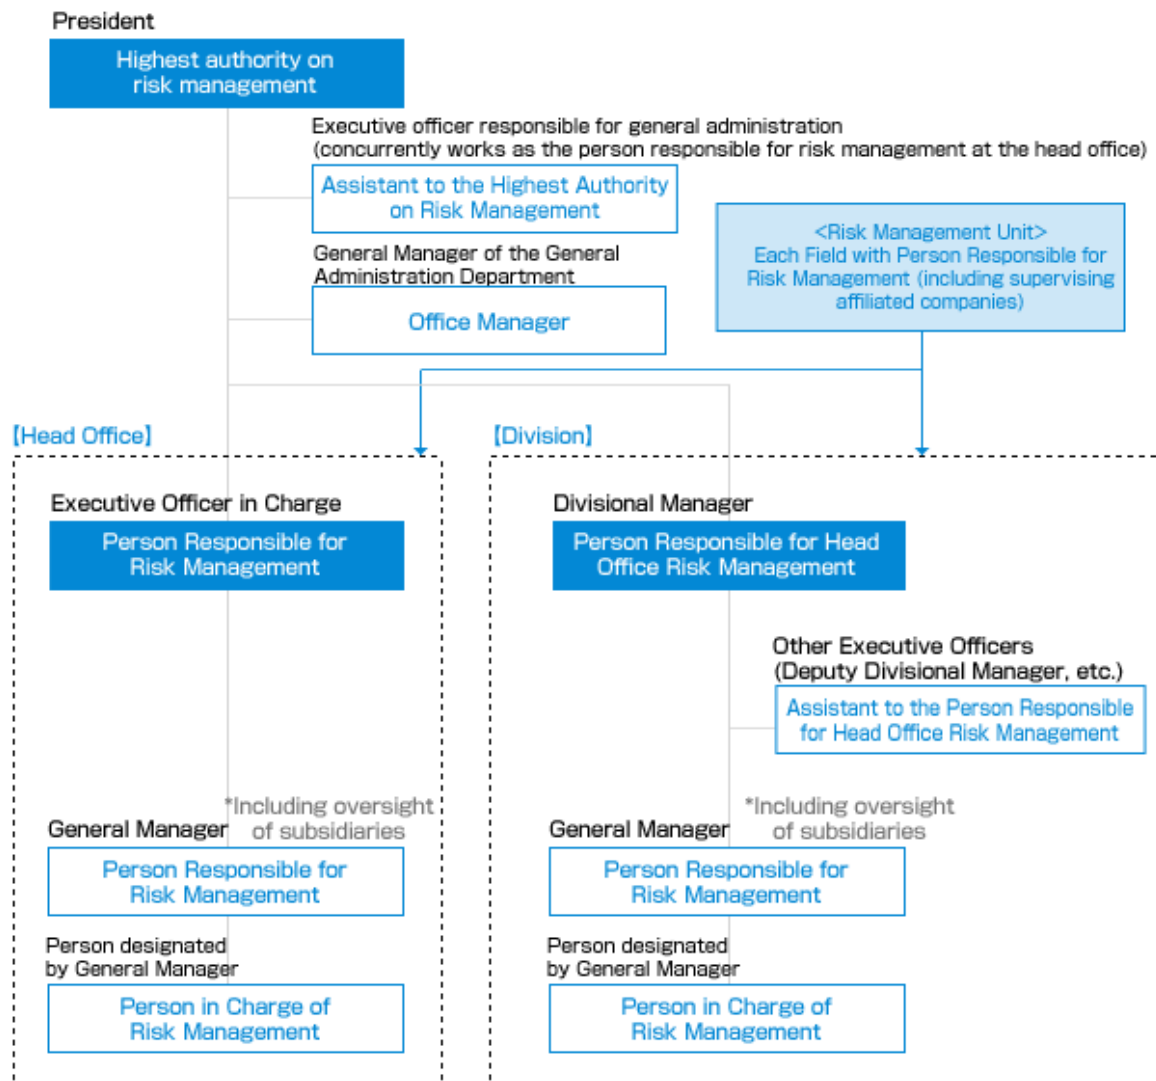 President
Highest authority on
risk management
Executive officer responsible for general administration
(concurrently works as the person responsible for risk management at the head office)
Assistant to the Highest Authority
on Risk Management
General Manager of the General
Administration Department
Office Manager
<Risk Management Unit>
Each Field with Person Responsible for
Risk Management (including supervising
affiliated companies)
【Head Office】
Executive Officer in Charge
Person Responsible for
Risk Management
*Including oversight
of subsidiaries
General Manager
Person Responsible for
Risk Management
Person designated
by General Manager
Person in Charge of
Risk Management
【Division】
Divisional Manager
Person Responsible for Head
Office Risk Management
Other Executive Officers
(Deputy Divisional Manager, etc.)
Assistant to the Person Responsible
for Head Office Risk Management
*Including oversight
of subsidiaries
General Manager
Person Responsible for
Risk Management
Person designated
by General Manager
Person in Charge of
Risk Management